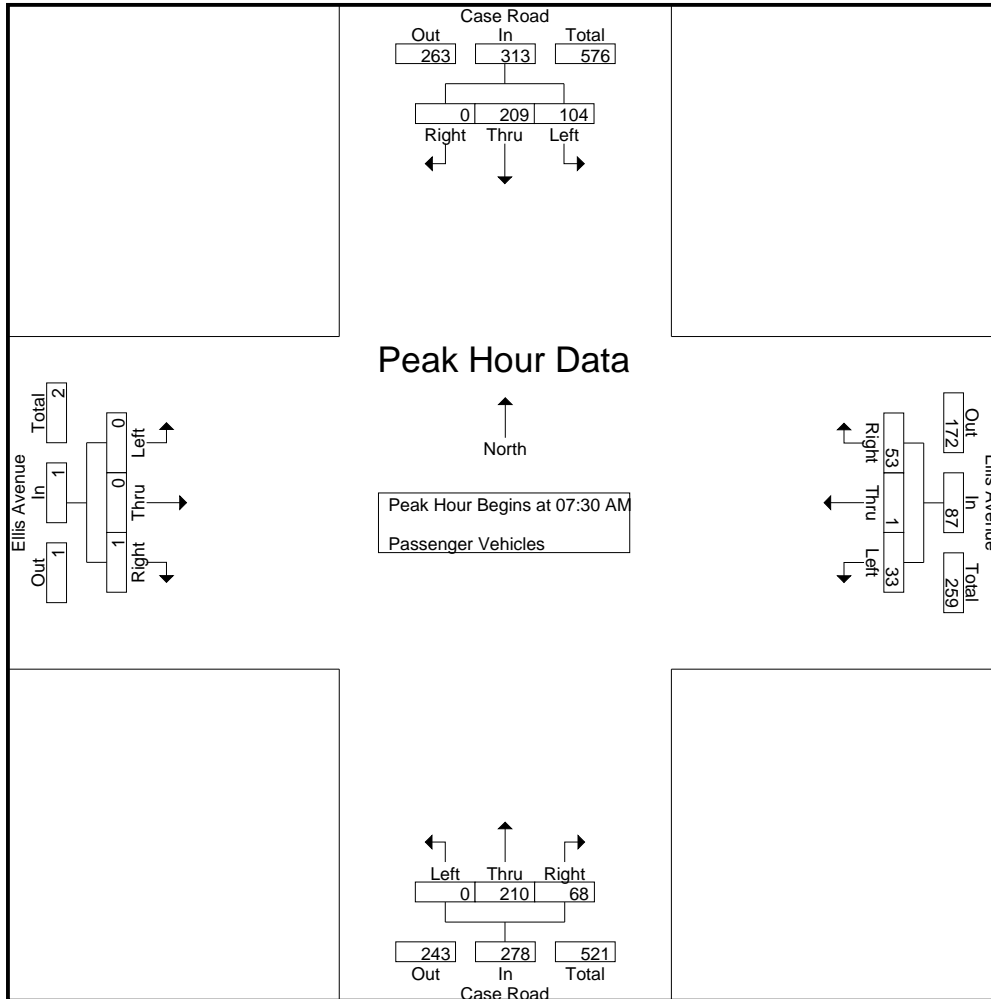 Case Road
Out In Total
263 313 576
0 209 104
Right Thru Left
Peak Hour Data
North
Peak Hour Begins at 07:30 AM
Passenger Vehicles
Ellis Avenue
Total In Out
2 1 1
0 0 1
Left Thru Right
Right Thru Left
53 1 33
172 87 259
Out In Total
Ellis Avenue
Left Thru Right
0 210 68
243 278 521
Out In Total
Case Road